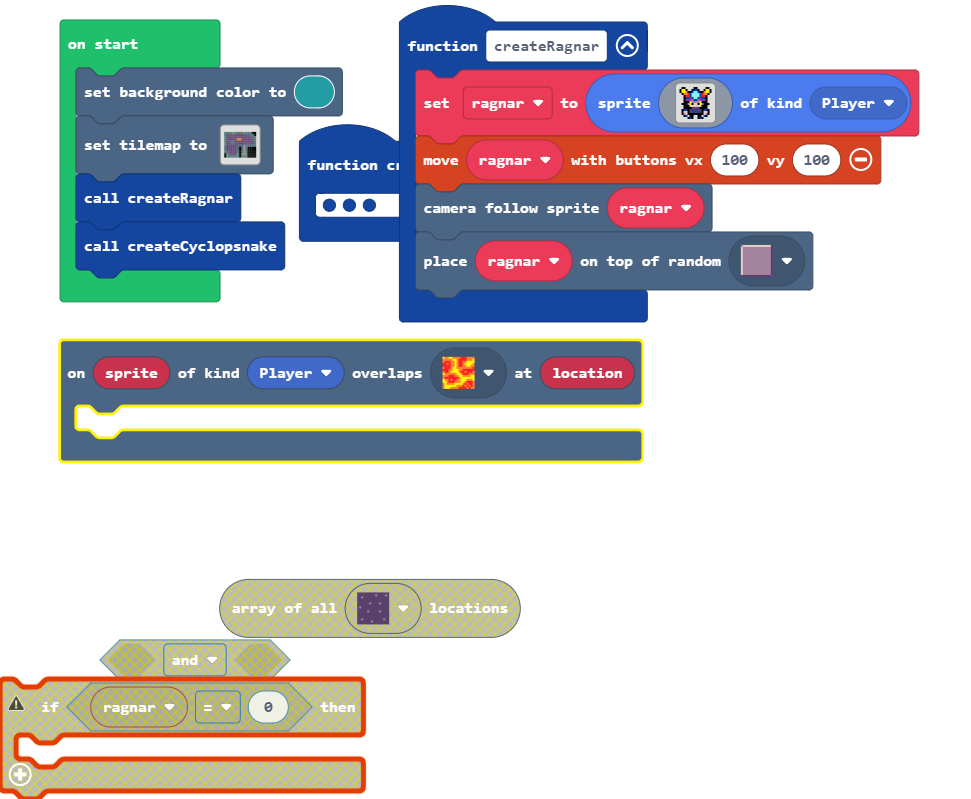 on start
set background color to
set tilemap to
call createRagnar
call createCyclopsnake
function
function createRagnar
set ragnar to sprite of kind Player
move ragnar with buttons vx 100 vy 100
camera follow sprite ragnar
place ragnar on top of random
on sprite of kind Player overlaps at location
array of all locations
and
if ragnar = 0 then